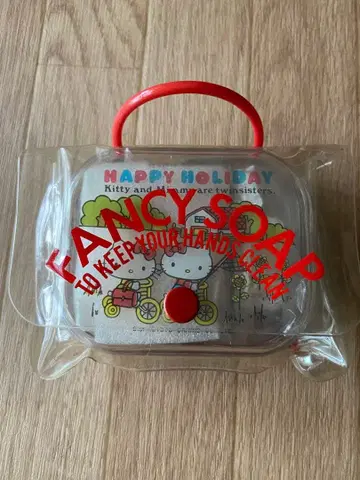 HAPPY HOLIDAY
Kitty and Mimmy are twinsisters.
FANCY SOAP
TO KEEP YOUR HANDS CLEAN